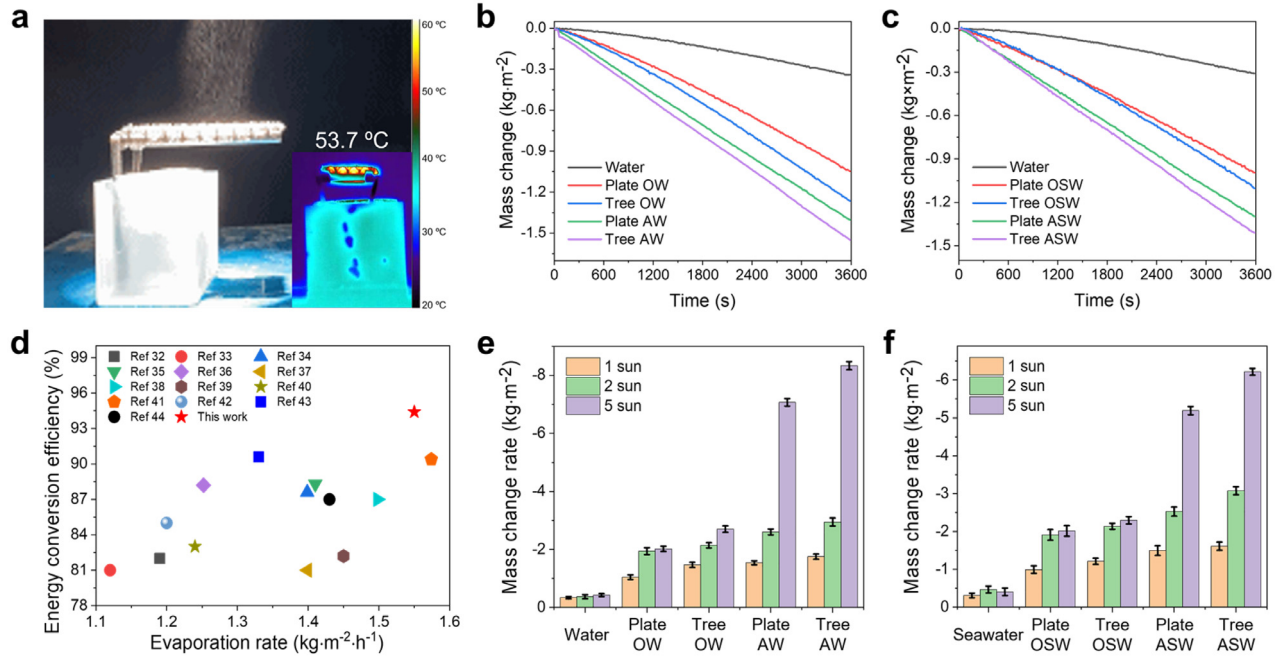 a
60 ºC
50 ºC
40 ºC
30 ºC
20 ºC
53.7 ºC
b
Mass change (kg·m⁻²)
0.0
-0.3
-0.6
-0.9
-1.2
-1.5
Water
Plate OW
Tree OW
Plate AW
Tree AW
0 600 1200 1800 2400 3000 3600
Time (s)
c
Mass change (kg×m⁻²)
0.0
-0.3
-0.6
-0.9
-1.2
-1.5
Water
Plate OSW
Tree OSW
Plate ASW
Tree ASW
0 600 1200 1800 2400 3000 3600
Time (s)
d
Energy conversion efficiency (%)
99
96
93
90
87
84
81
78
Ref 32 Ref 33 Ref 34
Ref 35 Ref 36 Ref 37
Ref 38 Ref 39 Ref 40
Ref 41 Ref 42 Ref 43
Ref 44 This work
1.1 1.2 1.3 1.4 1.5 1.6
Evaporation rate (kg·m⁻²·h⁻¹)
e
Mass change rate (kg·m⁻²)
-8
-6
-4
-2
0
1 sun
2 sun
5 sun
Water Plate OW Tree OW Plate AW Tree AW
f
Mass change rate (kg·m⁻²)
-6
-5
-4
-3
-2
-1
0
1 sun
2 sun
5 sun
Seawater Plate OSW Tree OSW Plate ASW Tree ASW